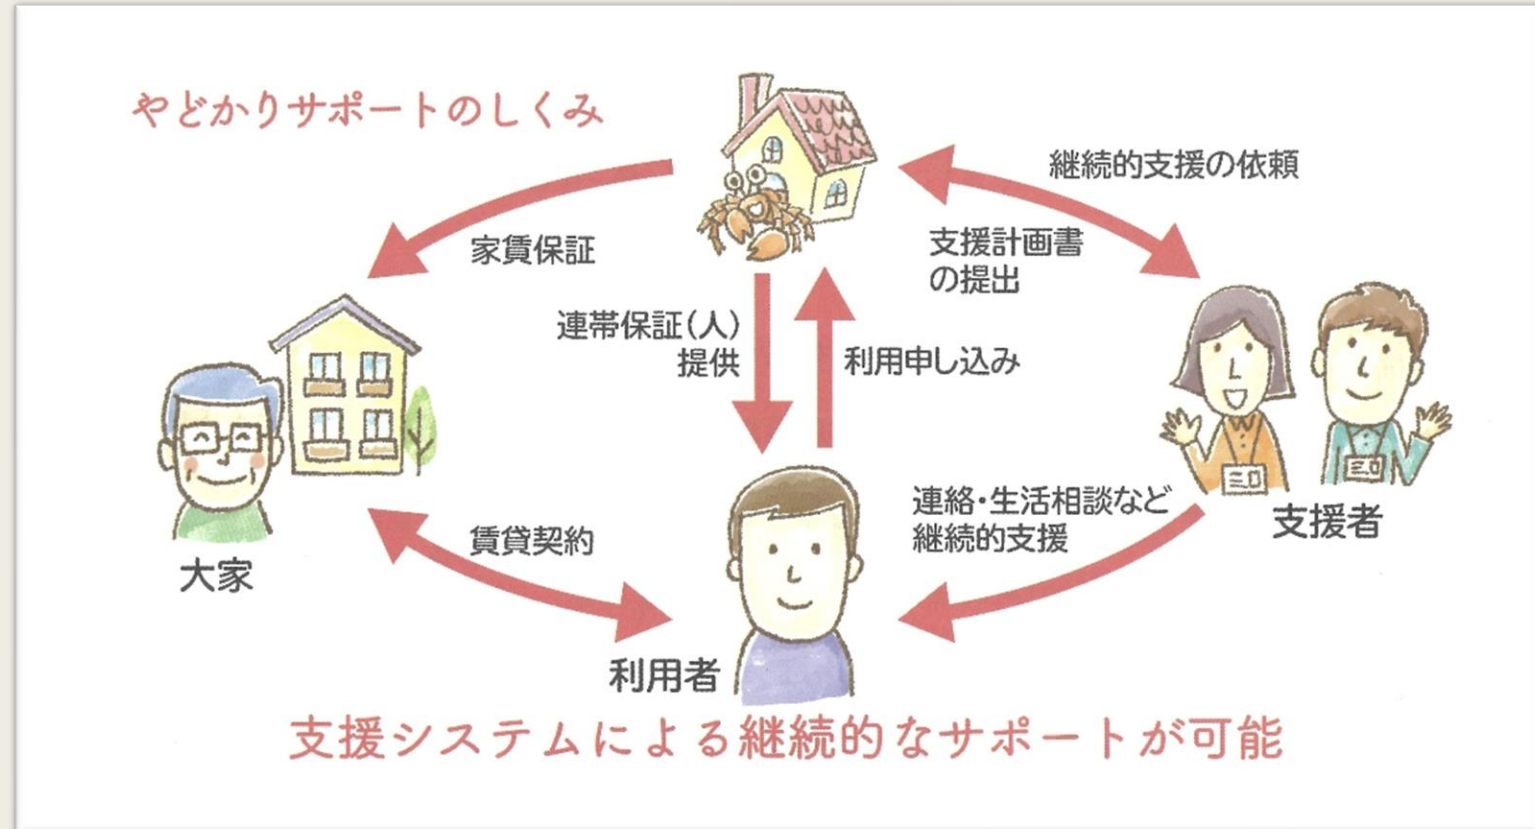 やどかりサポートのしくみ
継続的支援の依頼
家賃保証
支援計画書
の提出
連帯保証(人)
提供
利用申し込み
大家
賃貸契約
連絡・生活相談など
継続的支援
支援者
利用者
支援システムによる継続的なサポートが可能